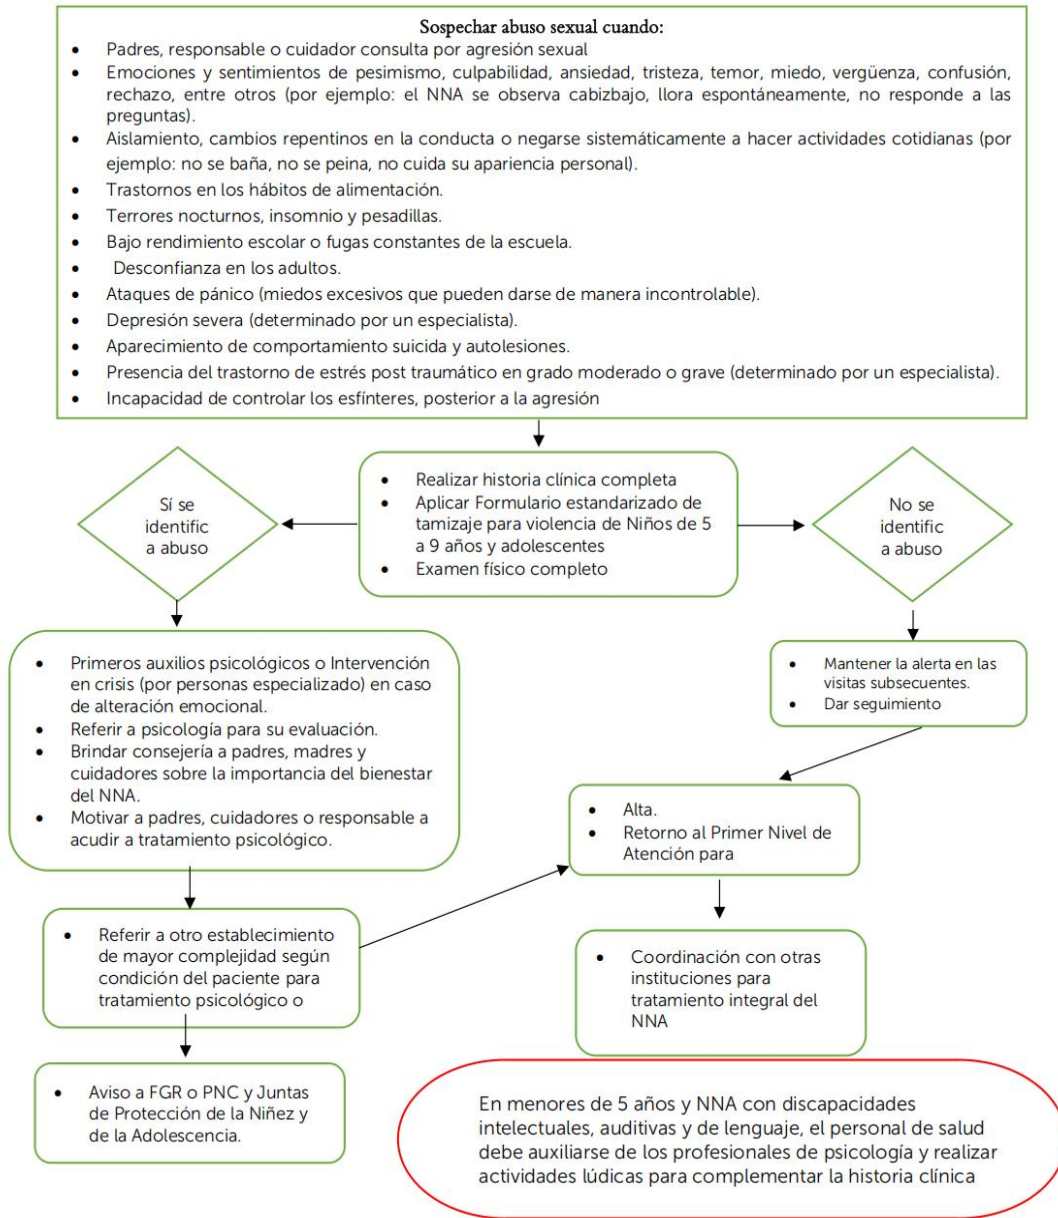 Sospechar abuso sexual cuando:
• Padres, responsable o cuidador consulta por agresión sexual
• Emociones y sentimientos de pesimismo, culpabilidad, ansiedad, tristeza, temor, miedo, vergüenza, confusión,
rechazo, entre otros (por ejemplo: el NNA se observa cabizbajo, llora espontáneamente, no responde a las
preguntas).
• Aislamiento, cambios repentinos en la conducta o negarse sistemáticamente a hacer actividades cotidianas (por
ejemplo: no se baña, no se peina, no cuida su apariencia personal).
• Trastornos en los hábitos de alimentación.
• Terrores nocturnos, insomnio y pesadillas.
• Bajo rendimiento escolar o fugas constantes de la escuela.
• Desconfianza en los adultos.
• Ataques de pánico (miedos excesivos que pueden darse de manera incontrolable).
• Depresión severa (determinado por un especialista).
• Aparecimiento de comportamiento suicida y autolesiones.
• Presencia del trastorno de estrés post traumático en grado moderado o grave (determinado por un especialista).
• Incapacidad de controlar los esfínteres, posterior a la agresión
Sí se
identific
a abuso
• Realizar historia clínica completa
• Aplicar Formulario estandarizado de
tamizaje para violencia de Niños de 5
a 9 años y adolescentes
• Examen físico completo
No se
identific
a abuso
• Primeros auxilios psicológicos o Intervención
en crisis (por personas especializado) en caso
de alteración emocional.
• Referir a psicología para su evaluación.
• Brindar consejería a padres, madres y
cuidadores sobre la importancia del bienestar
del NNA.
• Motivar a padres, cuidadores o responsable a
acudir a tratamiento psicológico.
• Mantener la alerta en las
visitas subsecuentes.
• Dar seguimiento
• Alta.
• Retorno al Primer Nivel de
Atención para
• Referir a otro establecimiento
de mayor complejidad según
condición del paciente para
tratamiento psicológico o
• Coordinación con otras
instituciones para
tratamiento integral del
NNA
• Aviso a FGR o PNC y Juntas
de Protección de la Niñez y
de la Adolescencia.
En menores de 5 años y NNA con discapacidades
intelectuales, auditivas y de lenguaje, el personal de salud
debe auxiliarse de los profesionales de psicología y realizar
actividades lúdicas para complementar la historia clínica